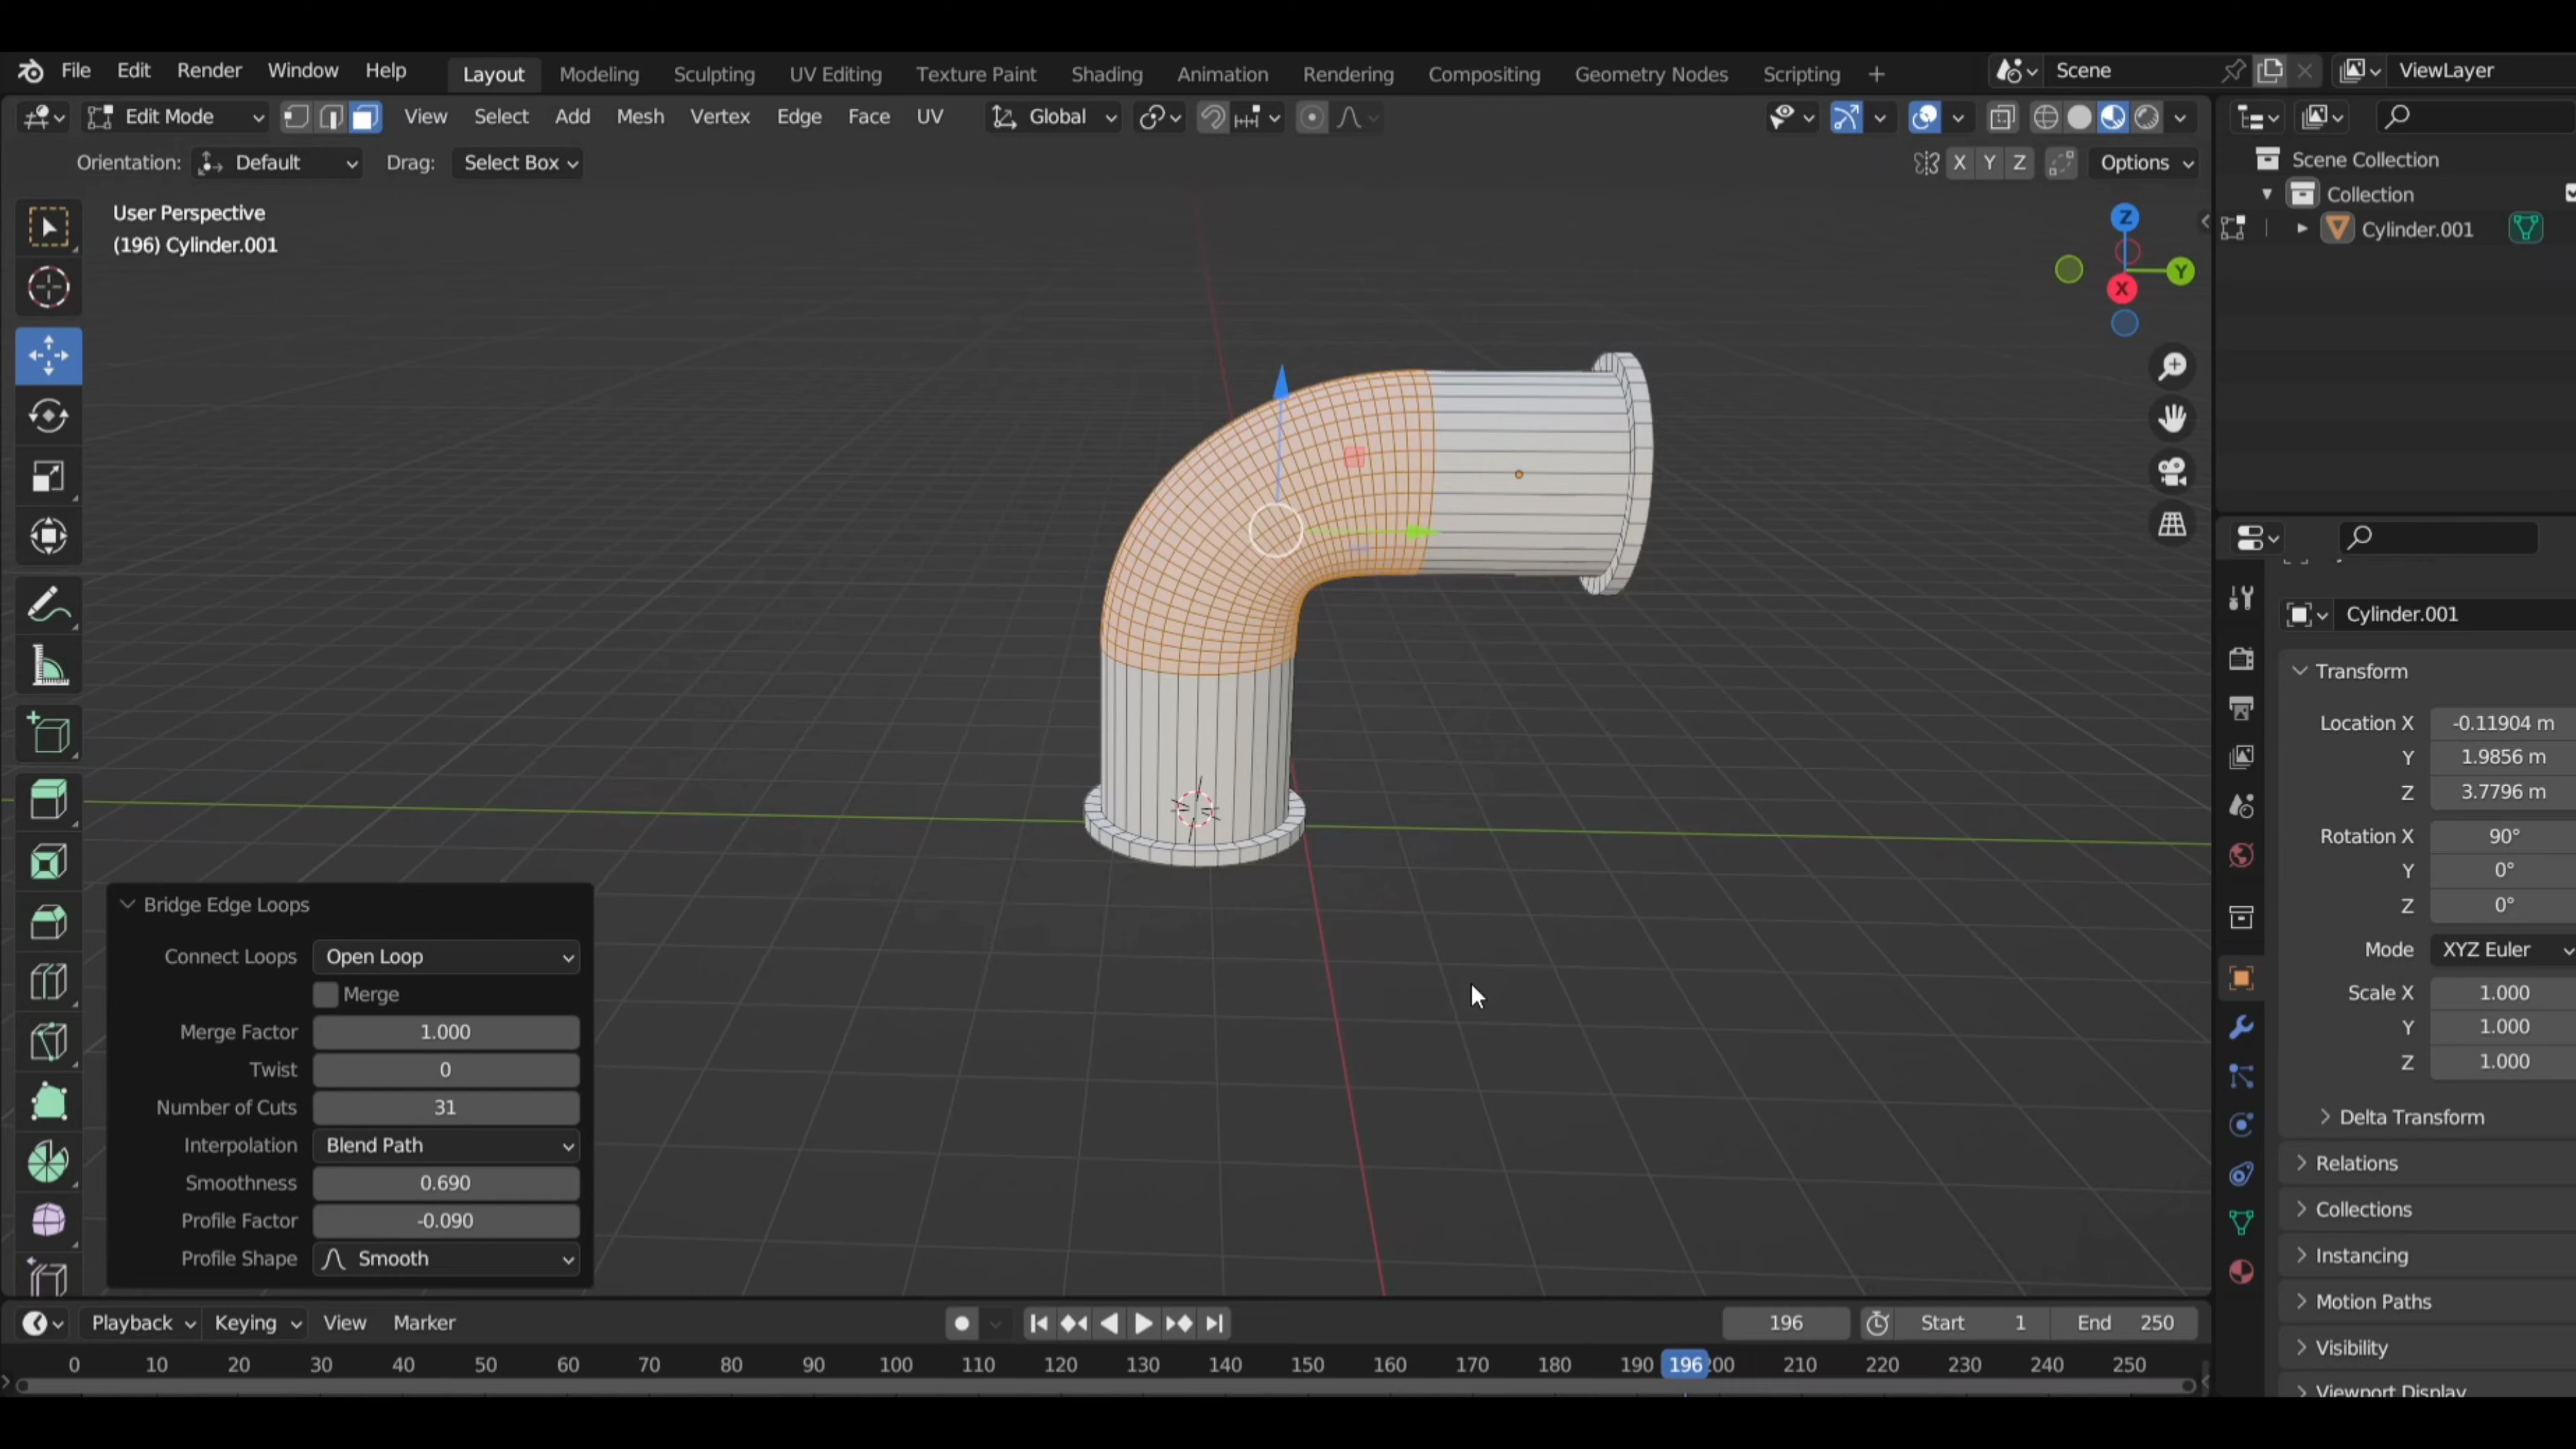 File Edit Render Window Help Layout Modeling Sculpting UV Editing Texture Paint Shading Animation Rendering Compositing Geometry Nodes Scripting + Scene ViewLayer
Edit Mode View Select Add Mesh Vertex Edge Face UV Global
Orientation: Default Drag: Select Box X Y Z Options
User Perspective
(196) Cylinder.001
Z
Y
X
Scene Collection
Collection
Cylinder.001
Cylinder.001
Transform
Location X -0.11904 m
Y 1.9856 m
Z 3.7796 m
Rotation X 90°
Y 0°
Z 0°
Mode XYZ Euler
Scale X 1.000
Y 1.000
Z 1.000
Delta Transform
Relations
Collections
Instancing
Motion Paths
Visibility
Viewport Display
Bridge Edge Loops
Connect Loops Open Loop
Merge
Merge Factor 1.000
Twist 0
Number of Cuts 31
Interpolation Blend Path
Smoothness 0.690
Profile Factor -0.090
Profile Shape Smooth
Playback Keying View Marker 196 Start 1 End 250
0 10 20 30 40 50 60 70 80 90 100 110 120 130 140 150 160 170 180 190 196 200 210 220 230 240 250